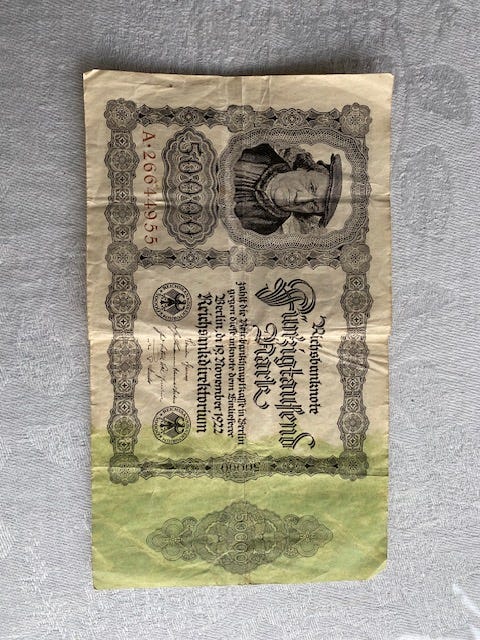 A·26644955
50000
Reichsbanknote
Fünfzigtausend
Mark
zahlt die Reichsbankhauptkasse in Berlin
gegen diese Banknote dem Einlieferer
Berlin, den 19. November 1922
Reichsbankdirektorium
50000
50000